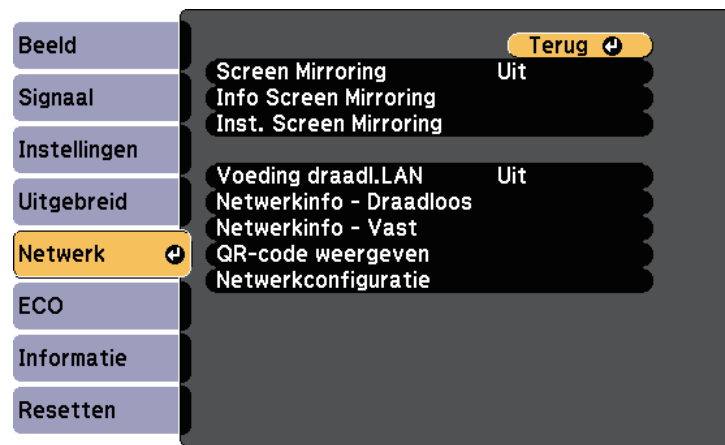 Beeld
Signaal
Instellingen
Uitgebreid
Netwerk
ECO
Informatie
Resetten
Terug
Screen Mirroring Uit
Info Screen Mirroring
Inst. Screen Mirroring
Voeding draadl.LAN Uit
Netwerkinfo - Draadloos
Netwerkinfo - Vast
QR-code weergeven
Netwerkconfiguratie